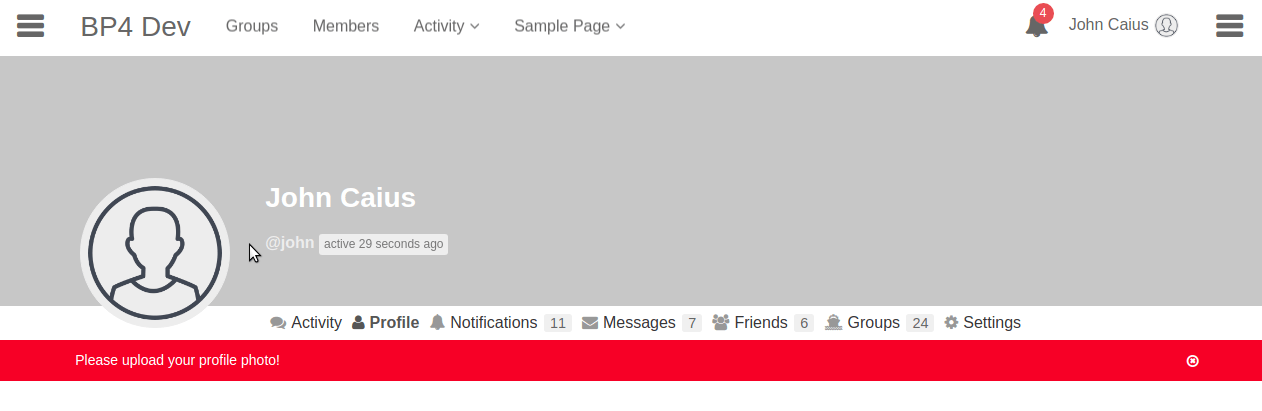 BP4 Dev Groups Members Activity Sample Page 4 John Caius
John Caius
@john active 29 seconds ago
Activity Profile Notifications 11 Messages 7 Friends 6 Groups 24 Settings
Please upload your profile photo!